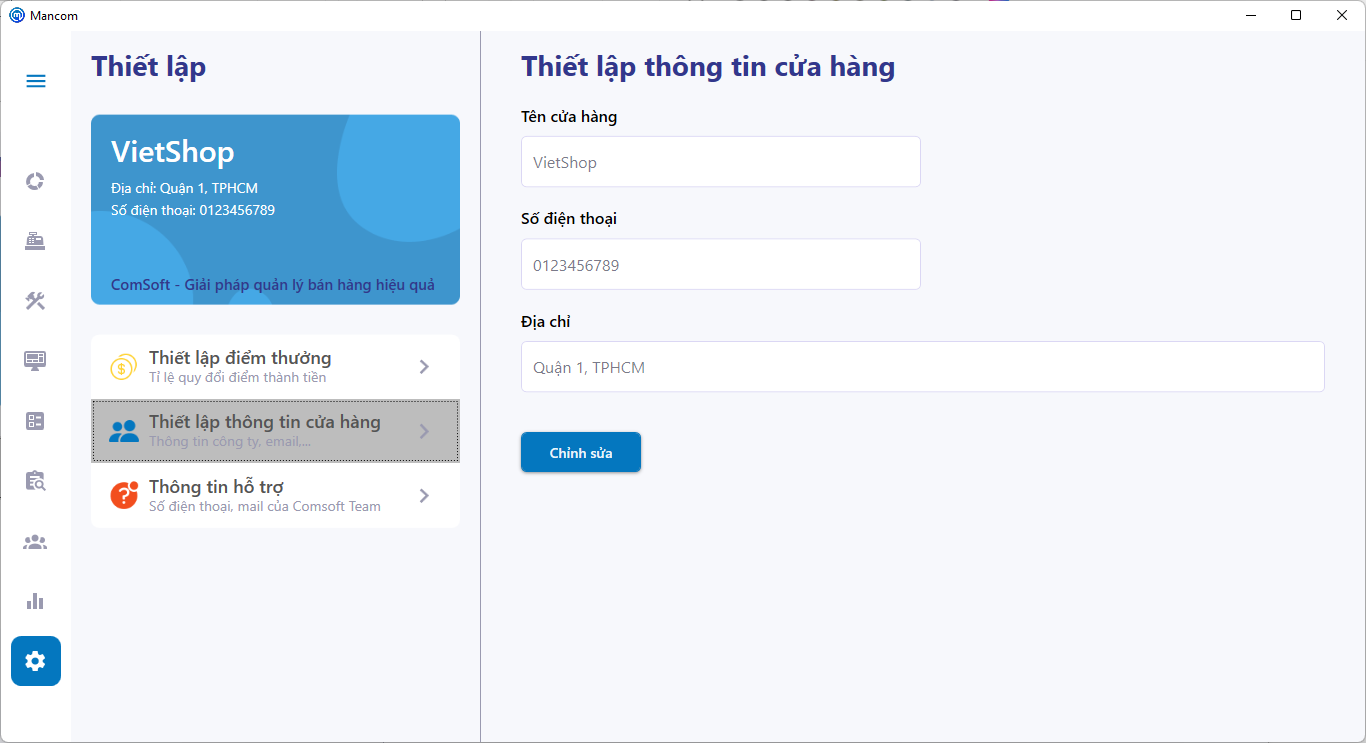 Mancom
Thiết lập
VietShop
Địa chỉ: Quận 1, TPHCM
Số điện thoại: 0123456789
ComSoft - Giải pháp quản lý bán hàng hiệu quả
Thiết lập điểm thưởng
Tỉ lệ quy đổi điểm thành tiền
Thiết lập thông tin cửa hàng
Thông tin công ty, email,...
Thông tin hỗ trợ
Số điện thoại, mail của Comsoft Team
Thiết lập thông tin cửa hàng
Tên cửa hàng
VietShop
Số điện thoại
0123456789
Địa chỉ
Quận 1, TPHCM
Chỉnh sửa